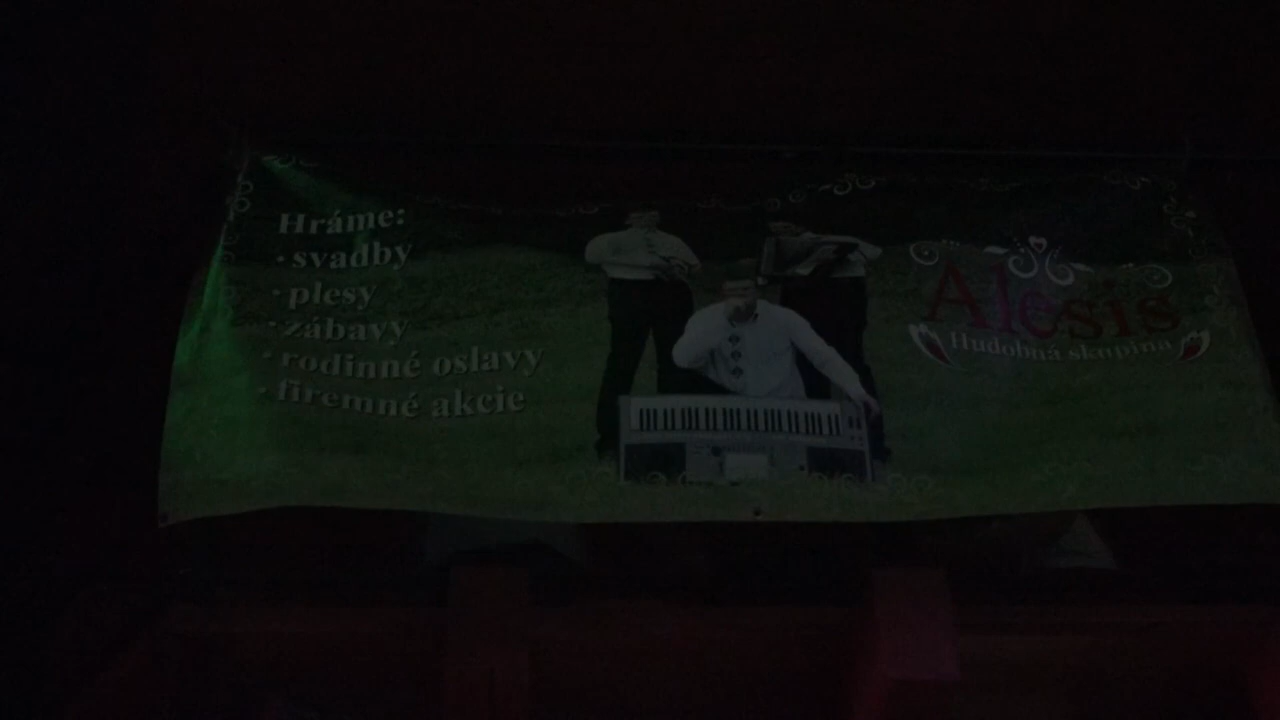 Hráme:
· svadby
· plesy
· zábavy
· rodinné oslavy
· firemné akcie
Alesis
Hudobná skupina